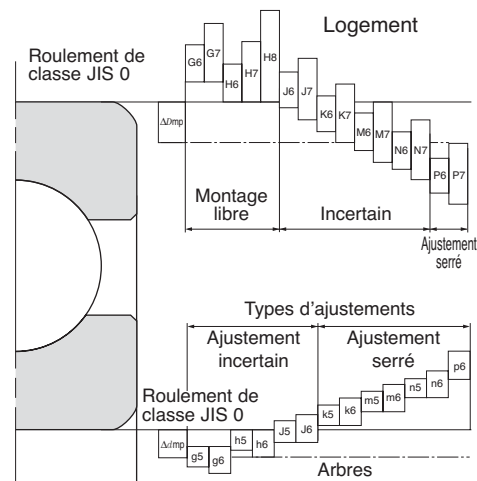 Logement
Roulement de
classe JIS 0
G6
G7
H6
H7
H8
J6
J7
K6
K7
M6
M7
N6
N7
P6
P7
ΔDmp
Montage
libre
Incertain
Ajustement
serré
Types d'ajustements
Ajustement
incertain
Ajustement
serré
Roulement de
classe JIS 0
Δdmp
g5
g6
h5
h6
J5
J6
k5
k6
m5
m6
n5
n6
p6
Arbres